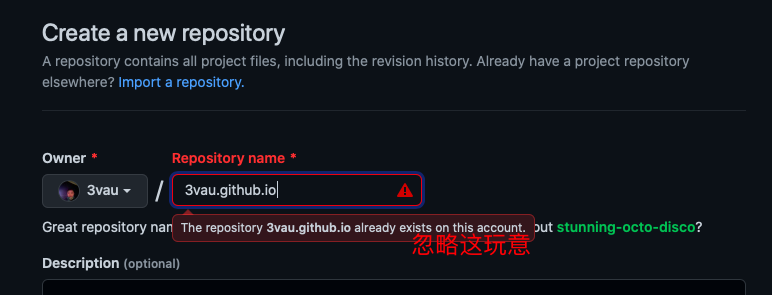 Create a new repository
A repository contains all project files, including the revision history. Already have a project repository
elsewhere? Import a repository.
Owner *
Repository name *
3vau
/
3vau.github.io
The repository 3vau.github.io already exists on this account.
Great repository nam
out stunning-octo-disco?
忽略这玩意
Description (optional)